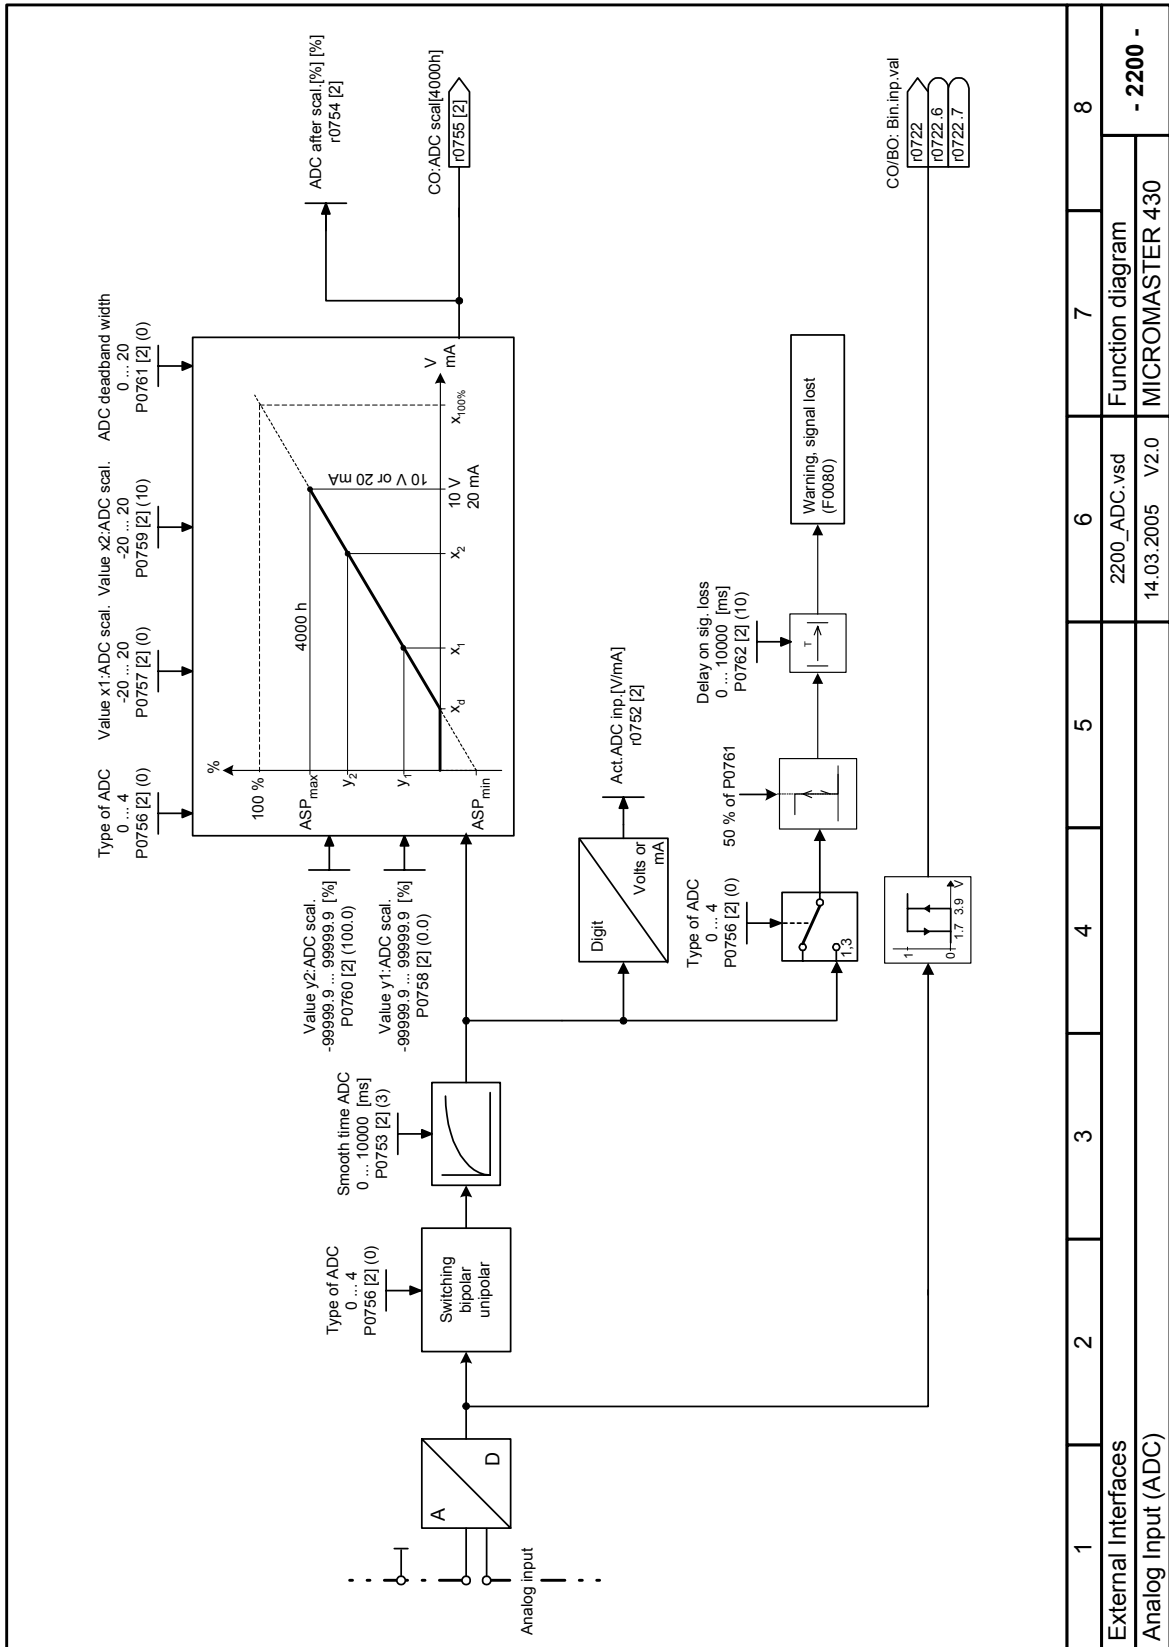 ADC after scal.[%] [%]
r0754 [2]
CO:ADC scal[4000h]
r0755 [2]
CO/BO: Bin.inp.val
r0722
r0722.6
r0722.7
Type of ADC
0 ... 4
P0756 [2] (0)
Value x1:ADC scal.
-20 ... 20
P0757 [2] (0)
Value x2:ADC scal.
-20 ... 20
P0759 [2] (10)
ADC deadband width
0 ... 20
P0761 [2] (0)
%
100 %
ASPmax
y2
y1
ASPmin
4000 h
10 V or 20 mA
xd
x1
x2
10 V
20 mA
x100%
V
mA
Value y2:ADC scal.
-99999.9 ... 99999.9 [%]
P0760 [2] (100.0)
Value y1:ADC scal.
-99999.9 ... 99999.9 [%]
P0758 [2] (0.0)
Smooth time ADC
0 ... 10000 [ms]
P0753 [2] (3)
Type of ADC
0 ... 4
P0756 [2] (0)
Switching
bipolar
unipolar
A
D
Analog input
Digit
Volts or
mA
Act.ADC inp.[V/mA]
r0752 [2]
Type of ADC
0 ... 4
P0756 [2] (0)
1,3
50 % of P0761
Delay on sig. loss
0 ... 10000 [ms]
P0762 [2] (10)
T
Warning, signal lost
(F0080)
1
0
1.7 3.9 V
1 2 3 4 5 6 7 8
External Interfaces
2200_ADC.vsd
Function diagram
- 2200 -
Analog Input (ADC)
14.03.2005 V2.0
MICROMASTER 430